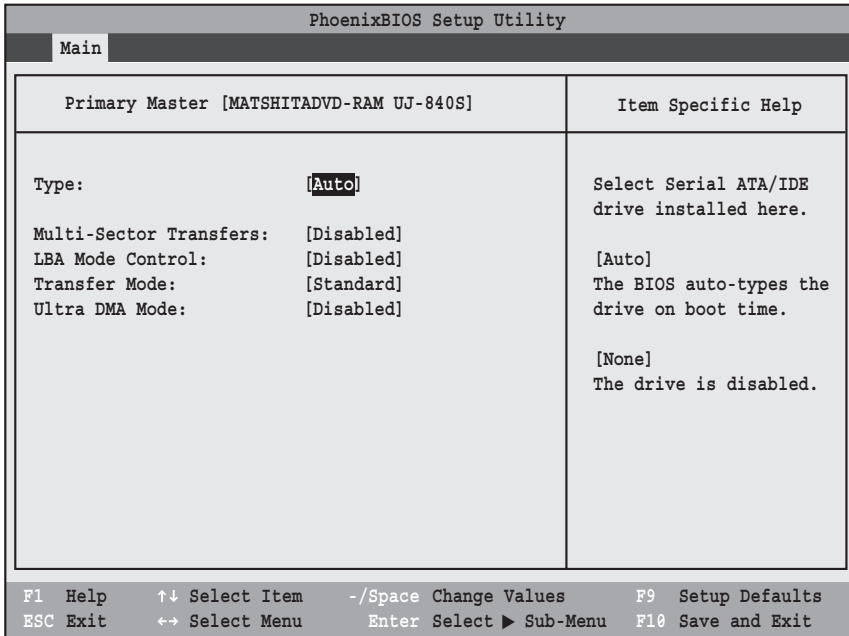 PhoenixBIOS Setup Utility
Main
Primary Master [MATSHITADVD-RAM UJ-840S]
Item Specific Help
Type: [Auto]
Multi-Sector Transfers: [Disabled]
LBA Mode Control: [Disabled]
Transfer Mode: [Standard]
Ultra DMA Mode: [Disabled]
Select Serial ATA/IDE
drive installed here.
[Auto]
The BIOS auto-types the
drive on boot time.
[None]
The drive is disabled.
F1 Help ↑↓ Select Item -/Space Change Values F9 Setup Defaults
ESC Exit ←→ Select Menu Enter Select ▶ Sub-Menu F10 Save and Exit